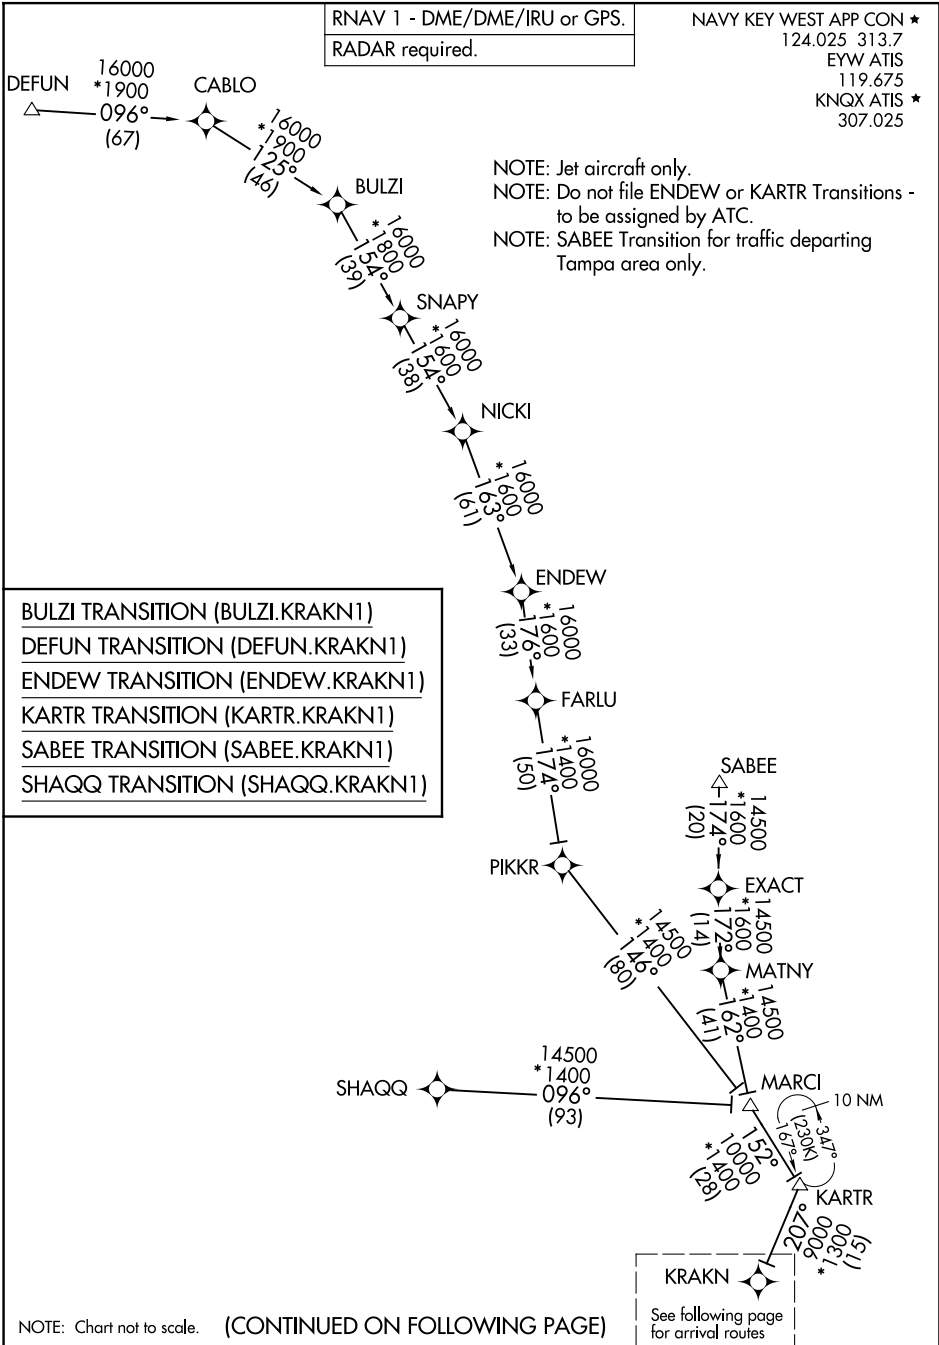 RNAV 1 - DME/DME/IRU or GPS.
RADAR required.
NAVY KEY WEST APP CON ★
124.025 313.7
EYW ATIS
119.675
KNQX ATIS ★
307.025
NOTE: Jet aircraft only.
NOTE: Do not file ENDEW or KARTR Transitions -
to be assigned by ATC.
NOTE: SABEE Transition for traffic departing
Tampa area only.
DEFUN
16000
*1900
096°
(67)
CABLO
16000
*1900
125°
(46)
BULZI
16000
*1800
154°
(39)
SNAPY
16000
*1600
154°
(38)
NICKI
16000
*1600
163°
(61)
ENDEW
16000
*1600
176°
(33)
FARLU
16000
*1400
174°
(50)
PIKKR
14500
*1400
146°
(80)
SABEE
14500
*1600
174°
(20)
EXACT
14500
*1600
172°
(14)
MATNY
14500
*1400
162°
(41)
SHAQQ
14500
*1400
096°
(93)
MARCI
152°
10000
*1400
(28)
10 NM
347°
(230K)
167°
KARTR
207°
9000
*1300
(15)
KRAKN
See following page
for arrival routes
BULZI TRANSITION (BULZI.KRAKN1)
DEFUN TRANSITION (DEFUN.KRAKN1)
ENDEW TRANSITION (ENDEW.KRAKN1)
KARTR TRANSITION (KARTR.KRAKN1)
SABEE TRANSITION (SABEE.KRAKN1)
SHAQQ TRANSITION (SHAQQ.KRAKN1)
NOTE: Chart not to scale.
(CONTINUED ON FOLLOWING PAGE)